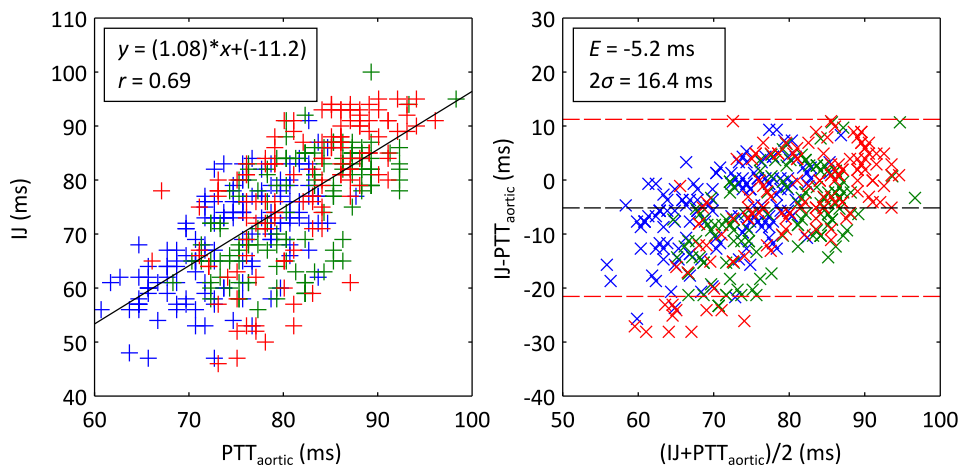 110
100
90
80
70
60
50
40
60 70 80 90 100
IJ (ms)
PTTaortic (ms)
y = (1.08)*x+(-11.2)
r = 0.69
30
20
10
0
-10
-20
-30
-40
50 60 70 80 90 100
IJ-PTTaortic (ms)
(IJ+PTTaortic)/2 (ms)
E = -5.2 ms
2σ = 16.4 ms